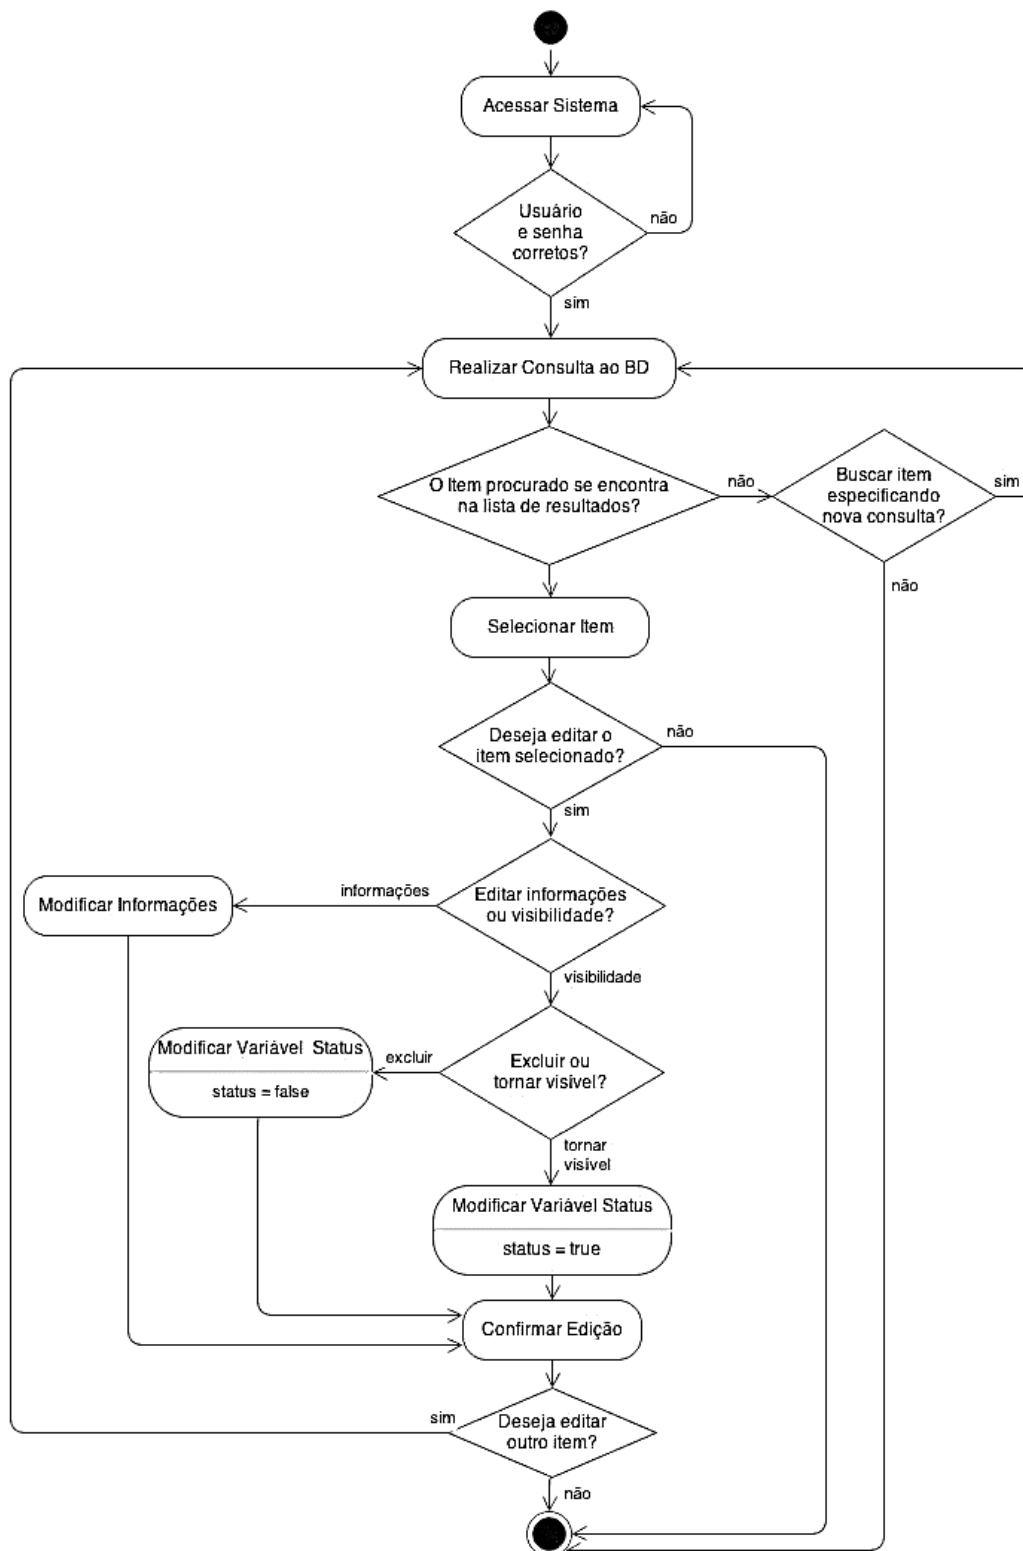 Acessar Sistema
Usuário
e senha
corretos?
não
sim
Realizar Consulta ao BD
O Item procurado se encontra
na lista de resultados?
não
Buscar item
especificando
nova consulta?
sim
não
Selecionar Item
Deseja editar o
item selecionado?
não
sim
Editar informações
ou visibilidade?
informações
Modificar Informações
visibilidade
Excluir ou
tornar visível?
excluir
Modificar Variável Status
status = false
tornar
visível
Modificar Variável Status
status = true
Confirmar Edição
Deseja editar
outro item?
sim
não